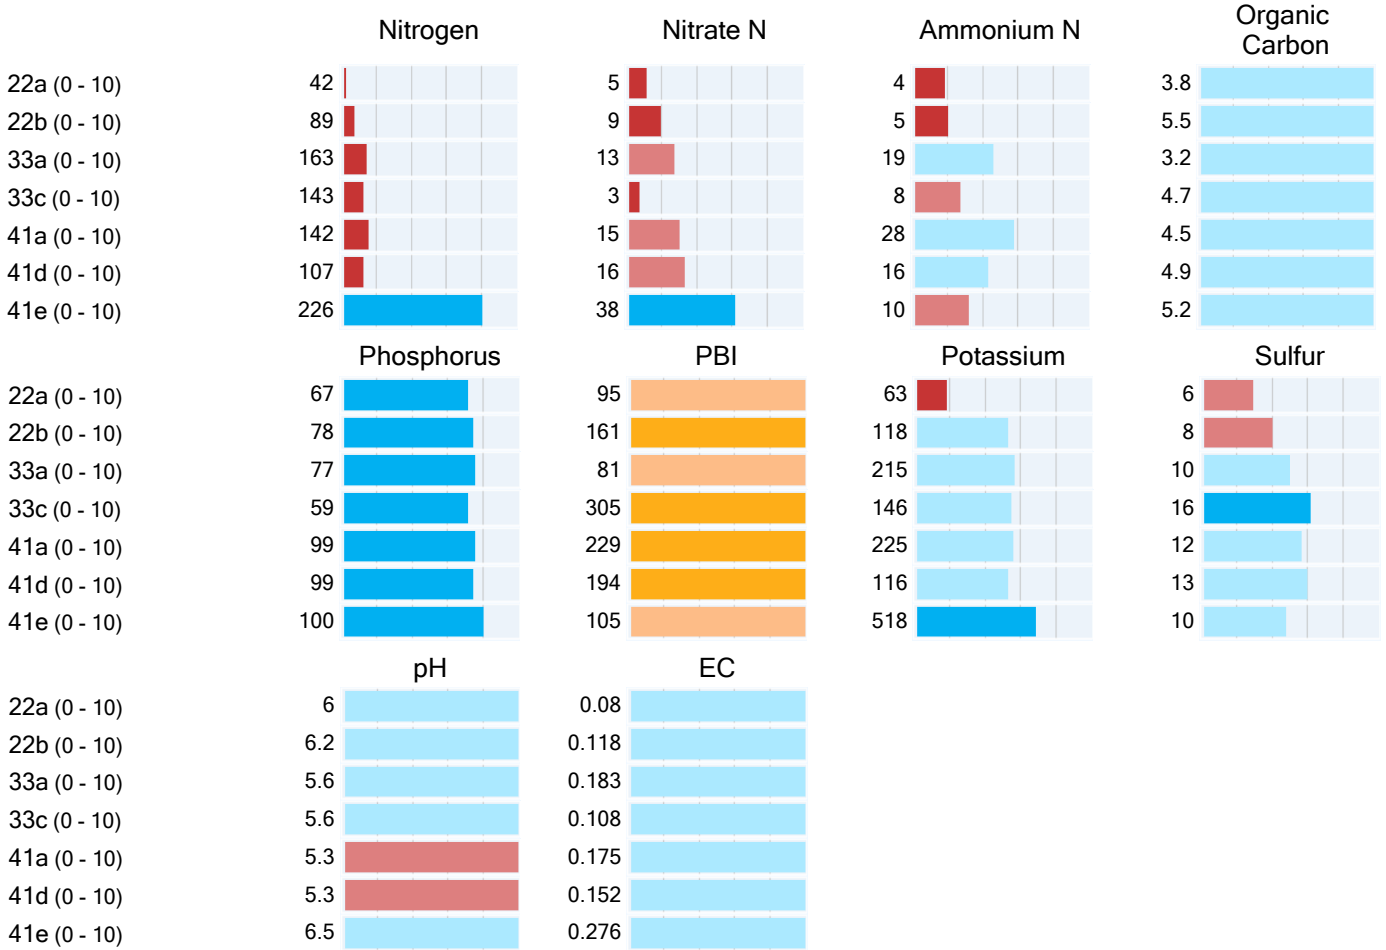 Nitrogen Nitrate N Ammonium N Organic
Carbon
22a (0 - 10) 42 5 4 3.8
22b (0 - 10) 89 9 5 5.5
33a (0 - 10) 163 13 19 3.2
33c (0 - 10) 143 3 8 4.7
41a (0 - 10) 142 15 28 4.5
41d (0 - 10) 107 16 16 4.9
41e (0 - 10) 226 38 10 5.2
Phosphorus PBI Potassium Sulfur
22a (0 - 10) 67 95 63 6
22b (0 - 10) 78 161 118 8
33a (0 - 10) 77 81 215 10
33c (0 - 10) 59 305 146 16
41a (0 - 10) 99 229 225 12
41d (0 - 10) 99 194 116 13
41e (0 - 10) 100 105 518 10
pH EC
22a (0 - 10) 6 0.08
22b (0 - 10) 6.2 0.118
33a (0 - 10) 5.6 0.183
33c (0 - 10) 5.6 0.108
41a (0 - 10) 5.3 0.175
41d (0 - 10) 5.3 0.152
41e (0 - 10) 6.5 0.276